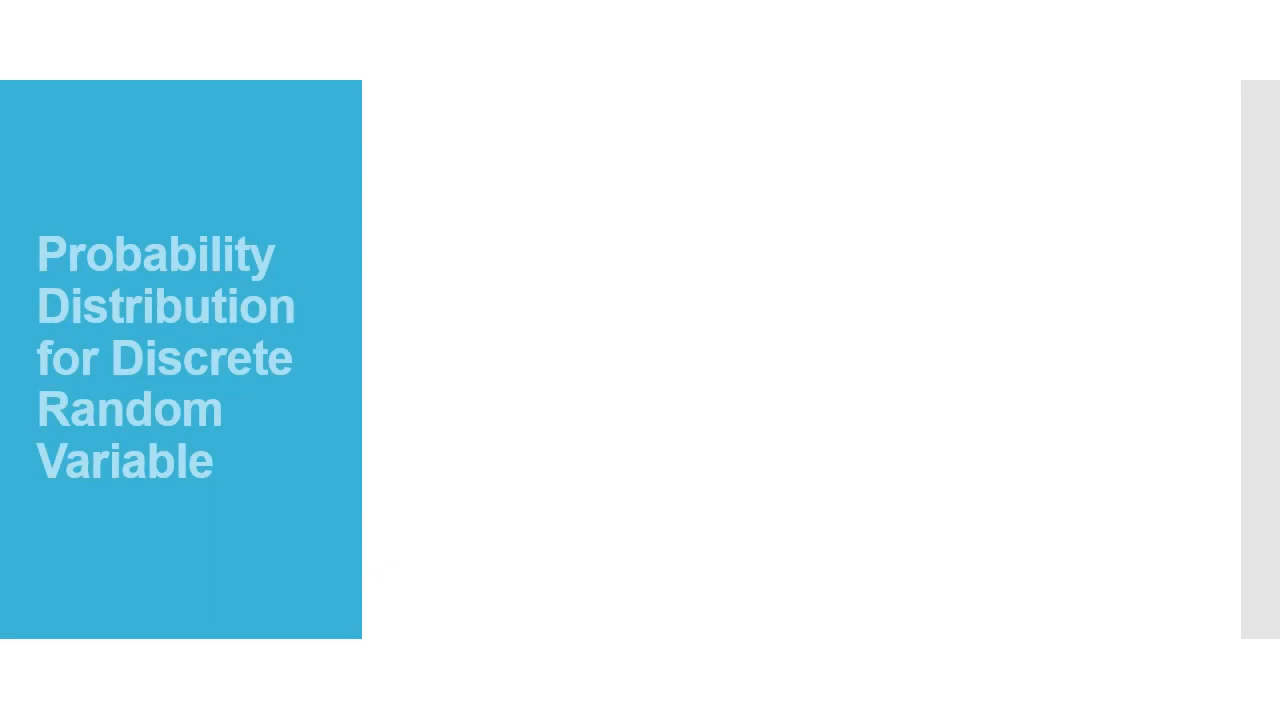 Probability
Distribution
for Discrete
Random
Variable